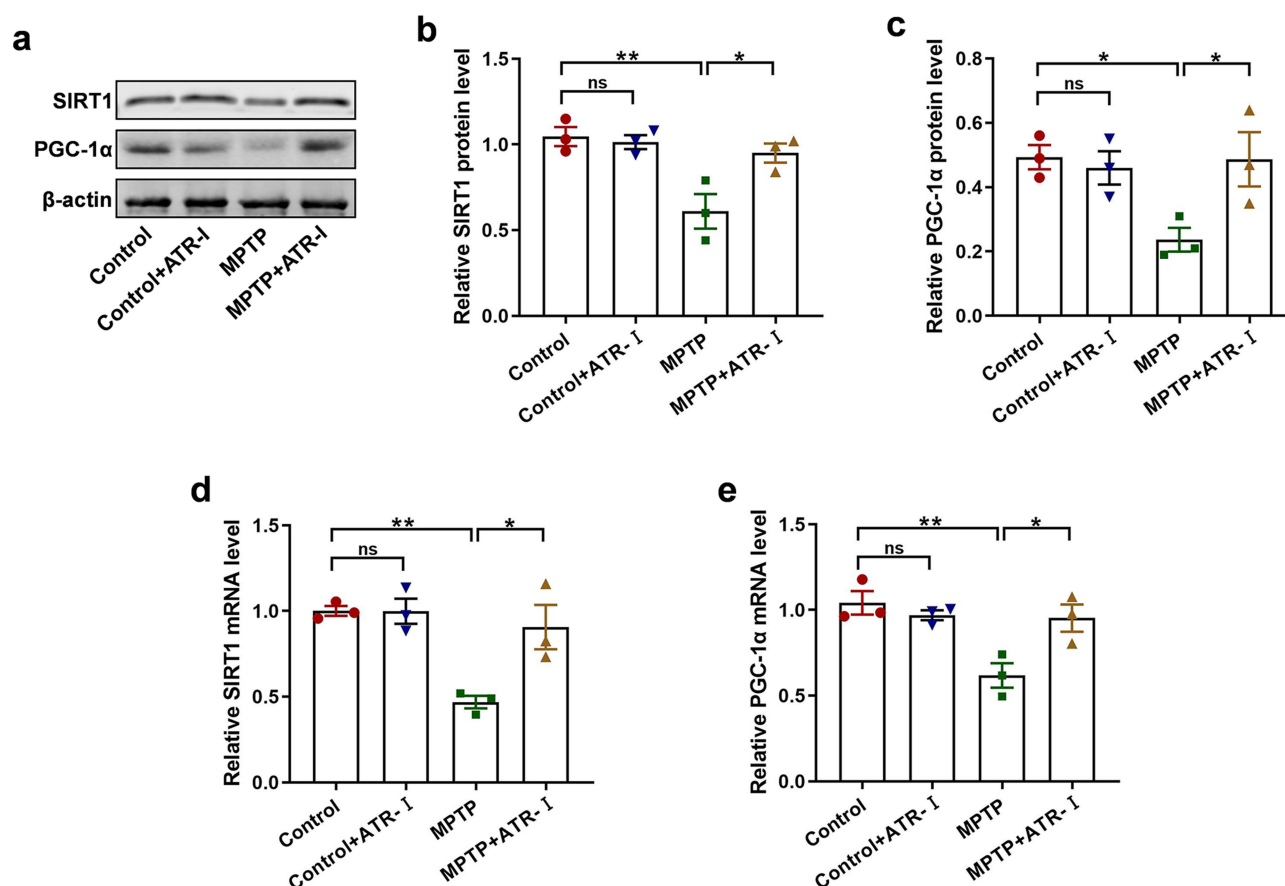 a
SIRT1
PGC-1α
β-actin
Control
Control+ATR-I
MPTP
MPTP+ATR-I
b
Relative SIRT1 protein level
1.5
1.0
0.5
0.0
**
*
ns
Control
Control+ATR-Ⅰ
MPTP
MPTP+ATR-Ⅰ
c
Relative PGC-1α protein level
0.8
0.6
0.4
0.2
0.0
*
*
ns
Control
Control+ATR-Ⅰ
MPTP
MPTP+ATR-Ⅰ
d
Relative SIRT1 mRNA level
1.5
1.0
0.5
0.0
**
*
ns
Control
Control+ATR-Ⅰ
MPTP
MPTP+ATR-Ⅰ
e
Relative PGC-1α mRNA level
1.5
1.0
0.5
0.0
**
*
ns
Control
Control+ATR-Ⅰ
MPTP
MPTP+ATR-Ⅰ